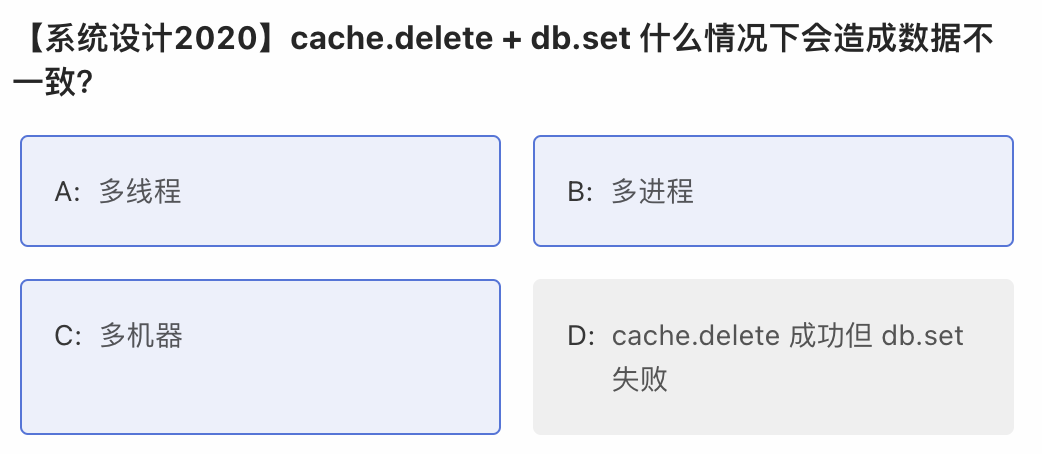 【系统设计2020】cache.delete + db.set 什么情况下会造成数据不
一致?
A: 多线程
B: 多进程
C: 多机器
D: cache.delete 成功但 db.set
失败